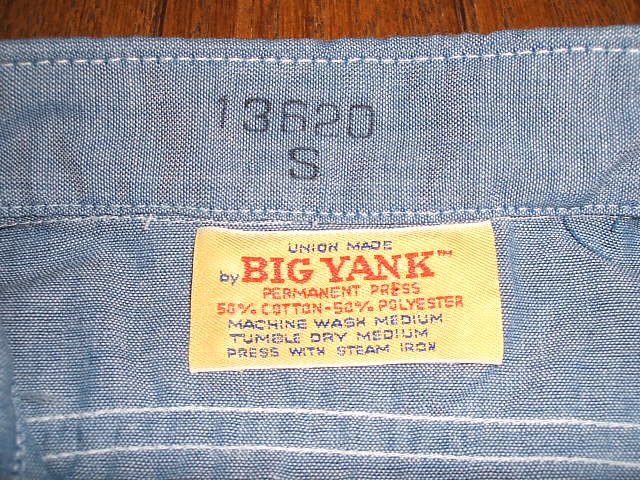 13620
S
UNION MADE
by BIG YANK™
PERMANENT PRESS
50% COTTON-50% POLYESTER
MACHINE WASH MEDIUM
TUMBLE DRY MEDIUM
PRESS WITH STEAM IRON